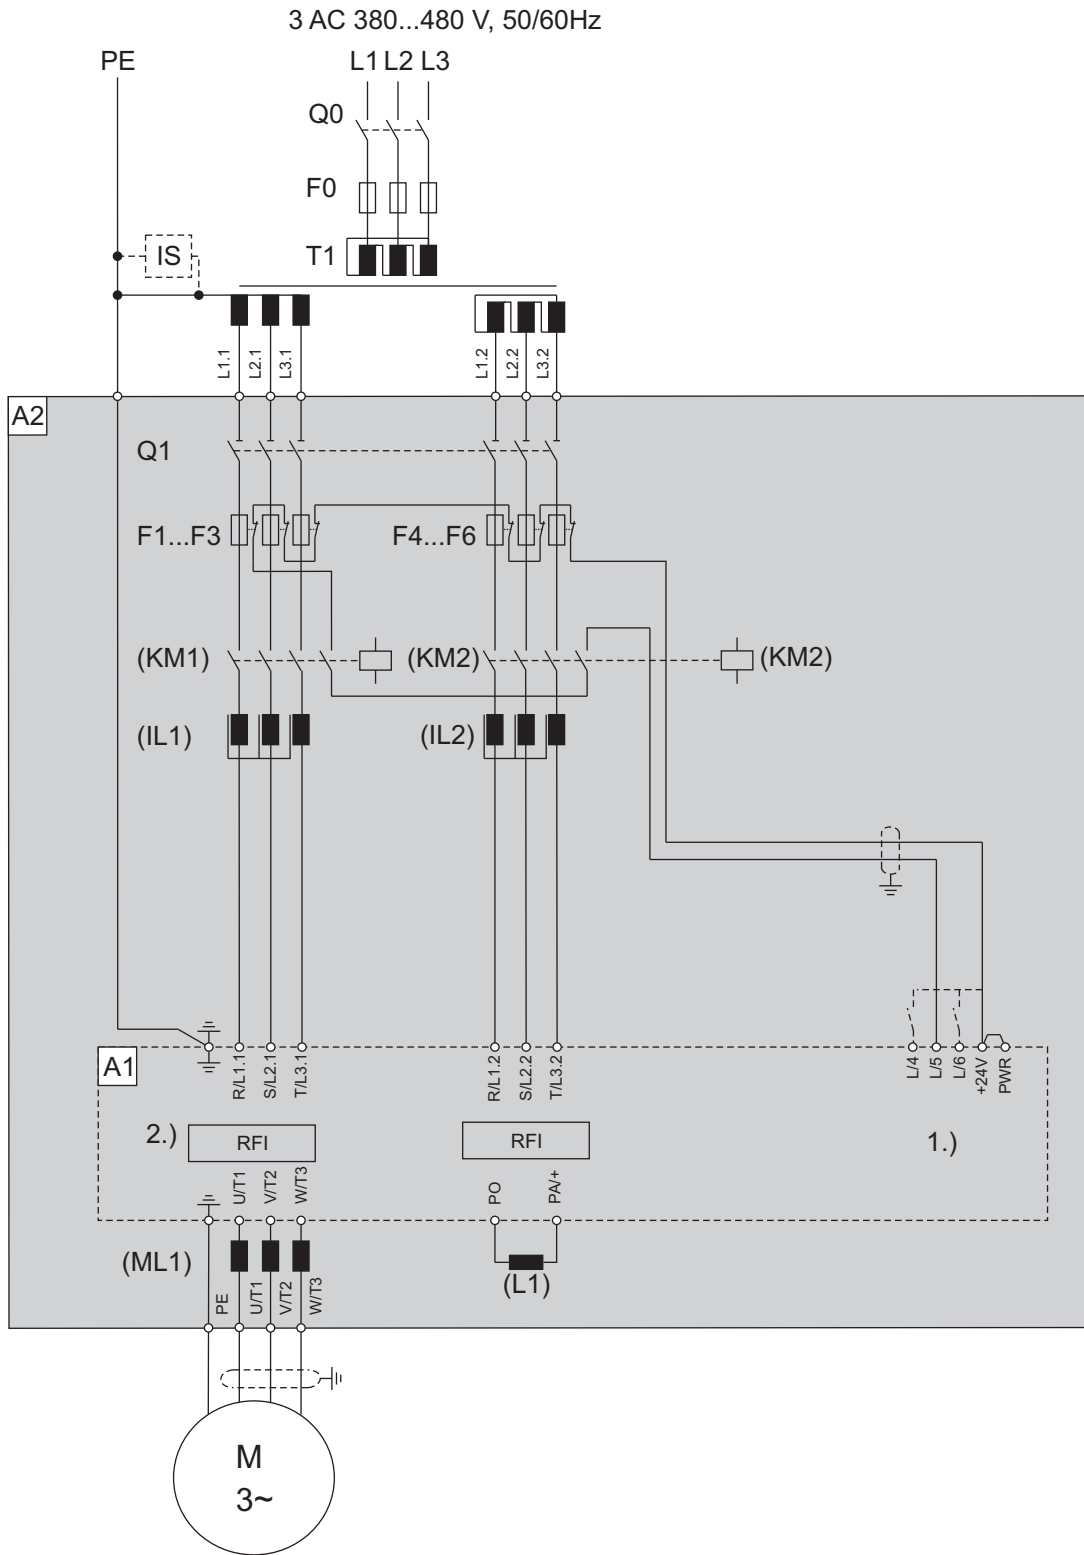 3 AC 380...480 V, 50/60Hz
PE
L1 L2 L3
Q0
F0
T1
IS
L1.1
L2.1
L3.1
L1.2
L2.2
L3.2
A2
Q1
F1...F3
F4...F6
(KM1)
(KM2)
(KM2)
(IL1)
(IL2)
A1
R/L1.1
S/L2.1
T/L3.1
R/L1.2
S/L2.2
T/L3.2
L/4
L/5
L/6
+24V
PWR
2.)
RFI
RFI
1.)
U/T1
V/T2
W/T3
PO
PA/+
(ML1)
(L1)
PE
U/T1
V/T2
W/T3
M
3~